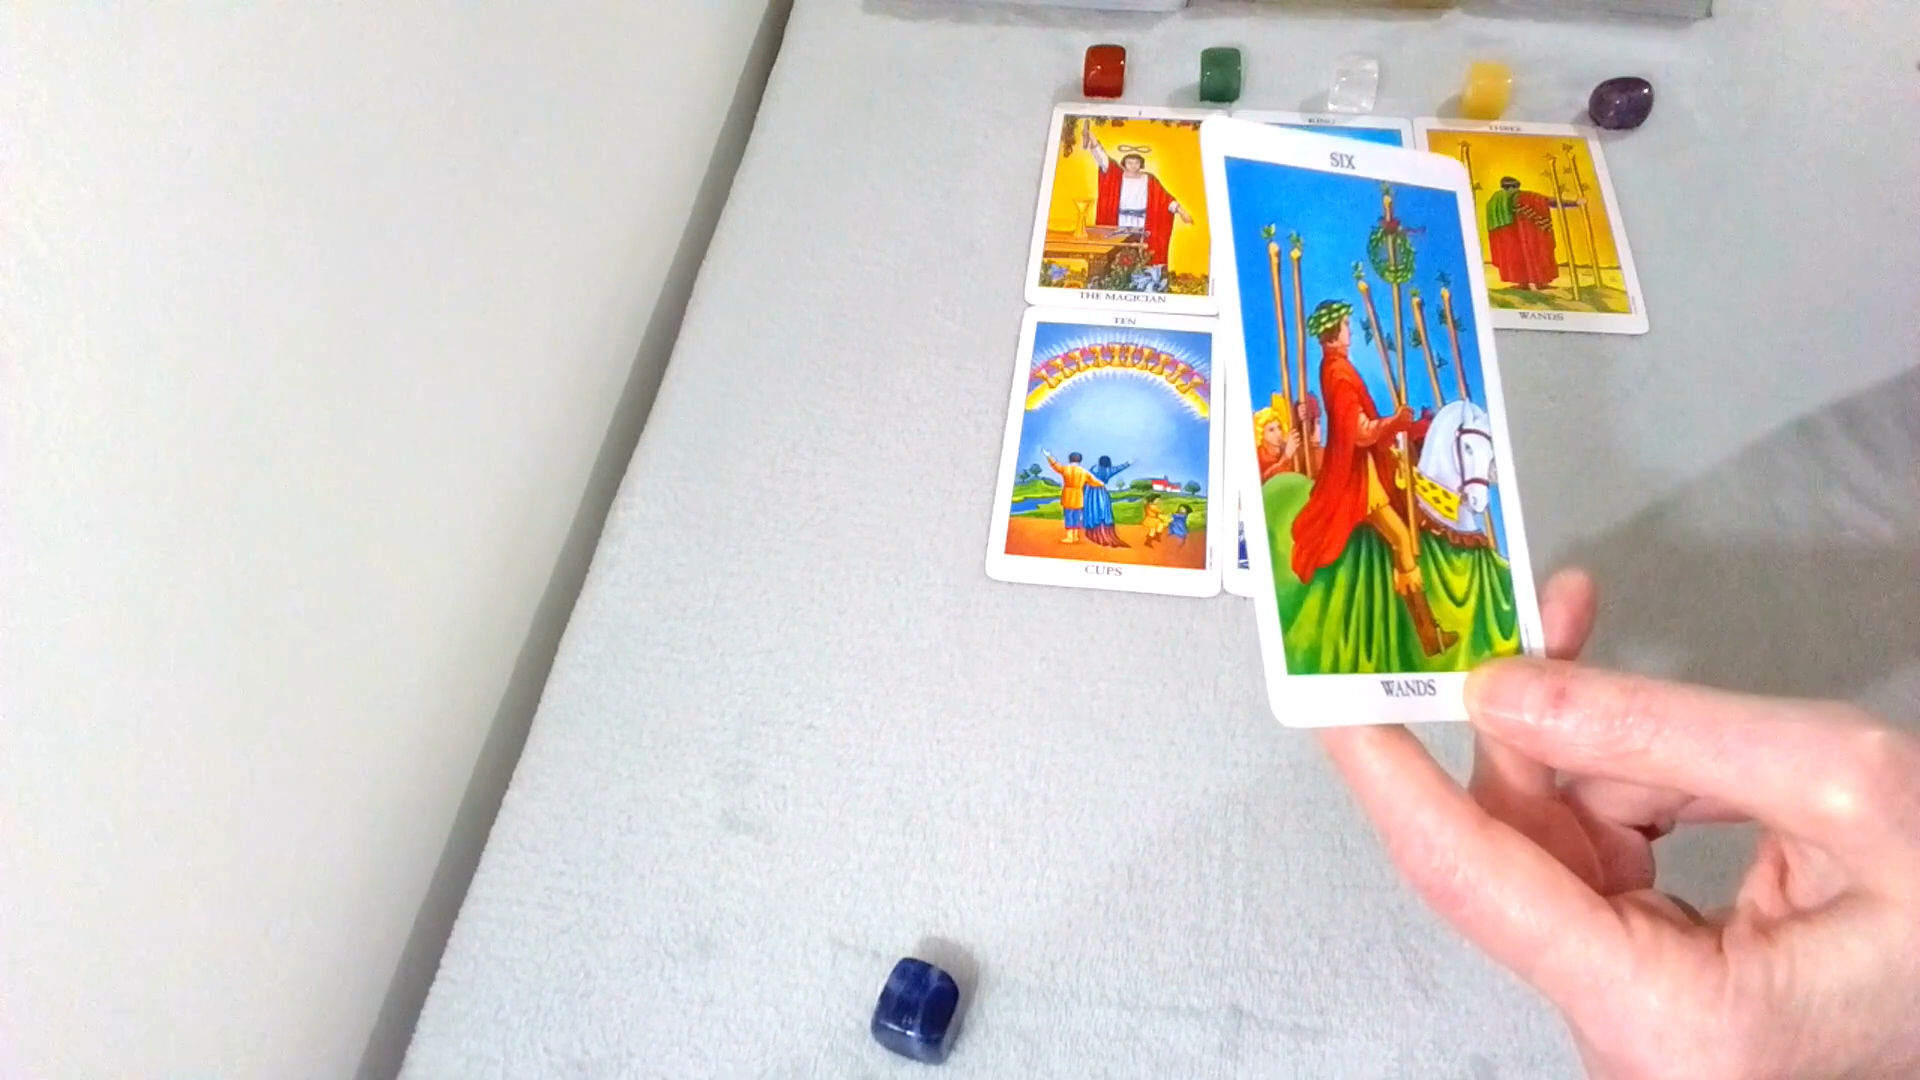 I
KING
THREE
SIX
THE MAGICIAN
WANDS
TEN
CUPS
WANDS